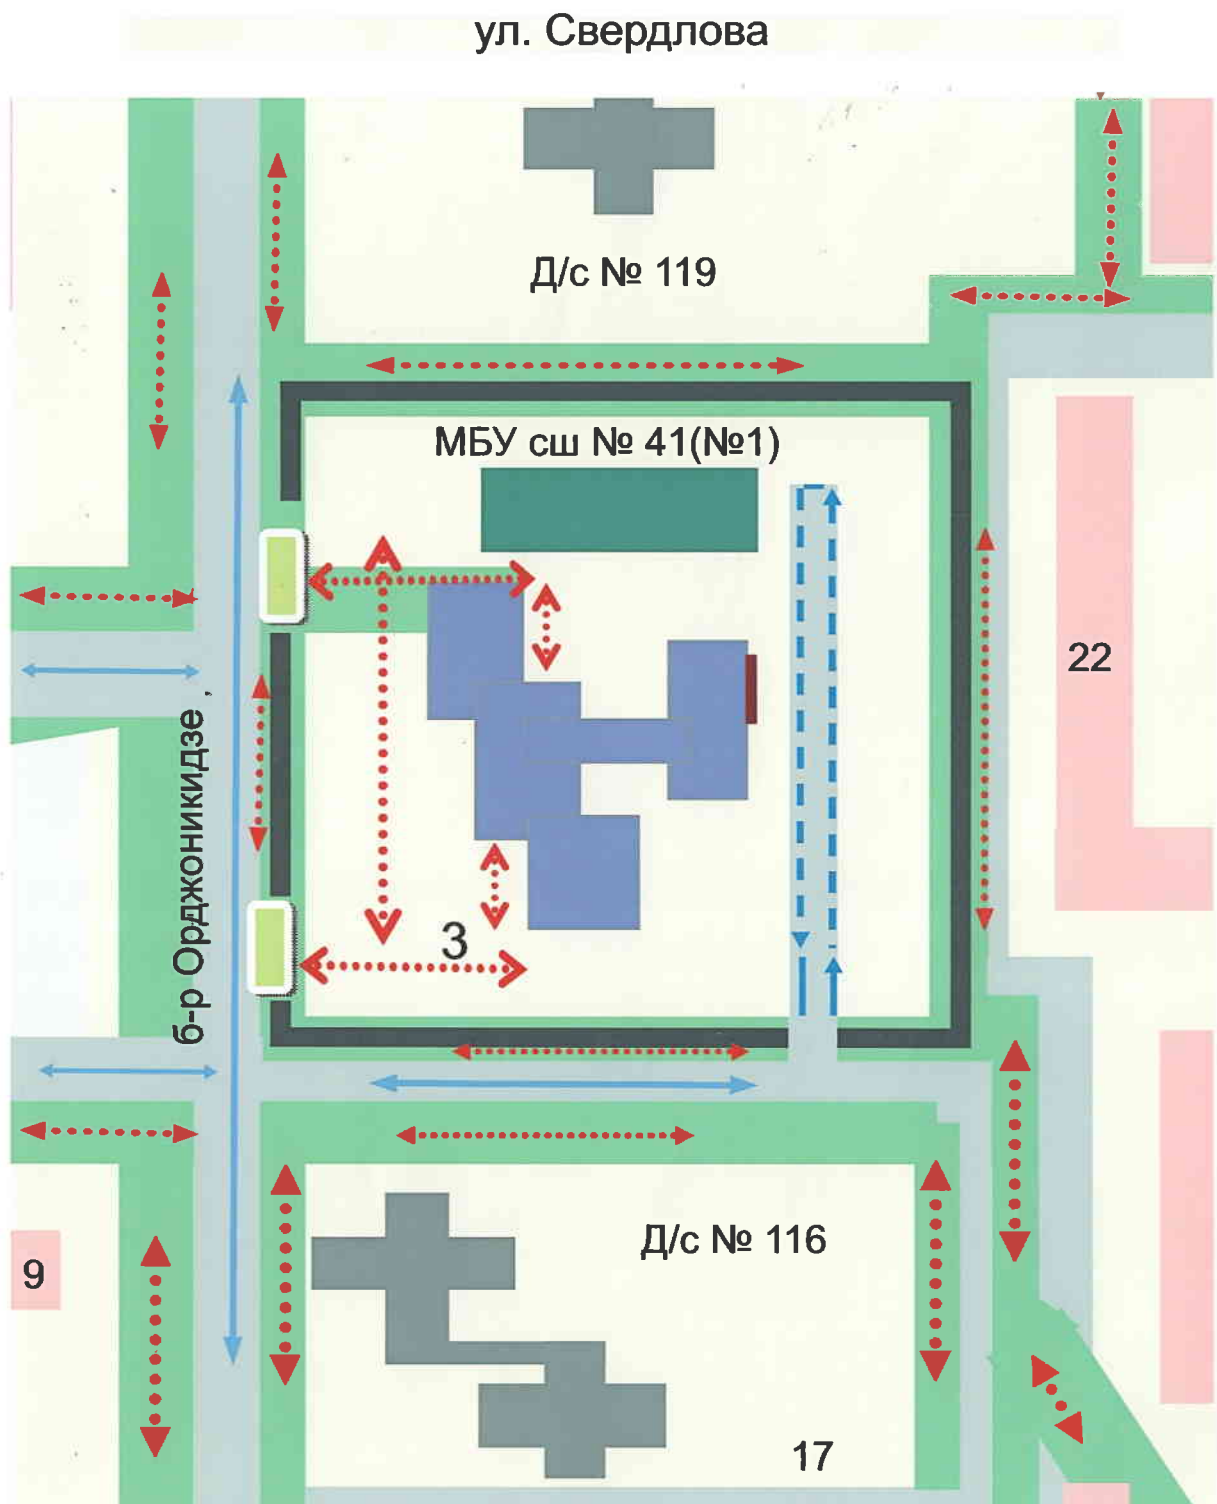 ул. Свердлова
Д/с № 119
МБУ сш № 41(№1)
22
б-р Орджоникидзе ,
3
Д/с № 116
9
17